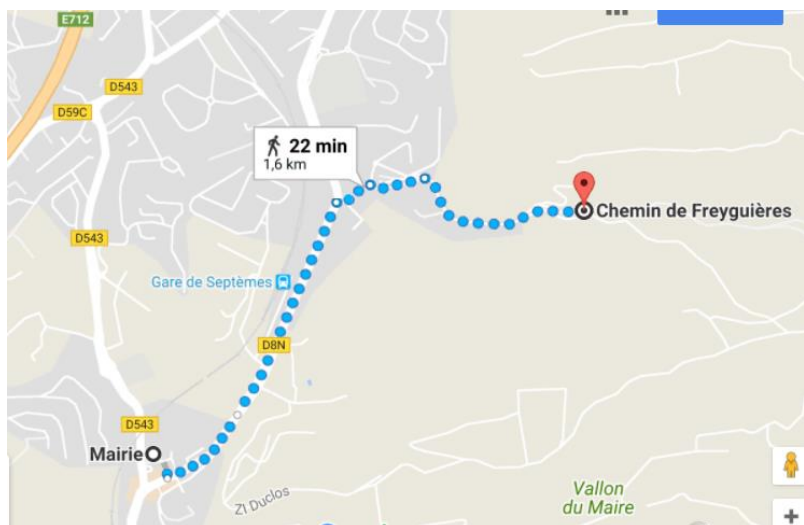 E712
D543
D59C
22 min
1,6 km
Chemin de Freyguières
D543
Gare de Septèmes
D8N
D543
Mairie
ZI Duclos
Vallon
du Maire
+